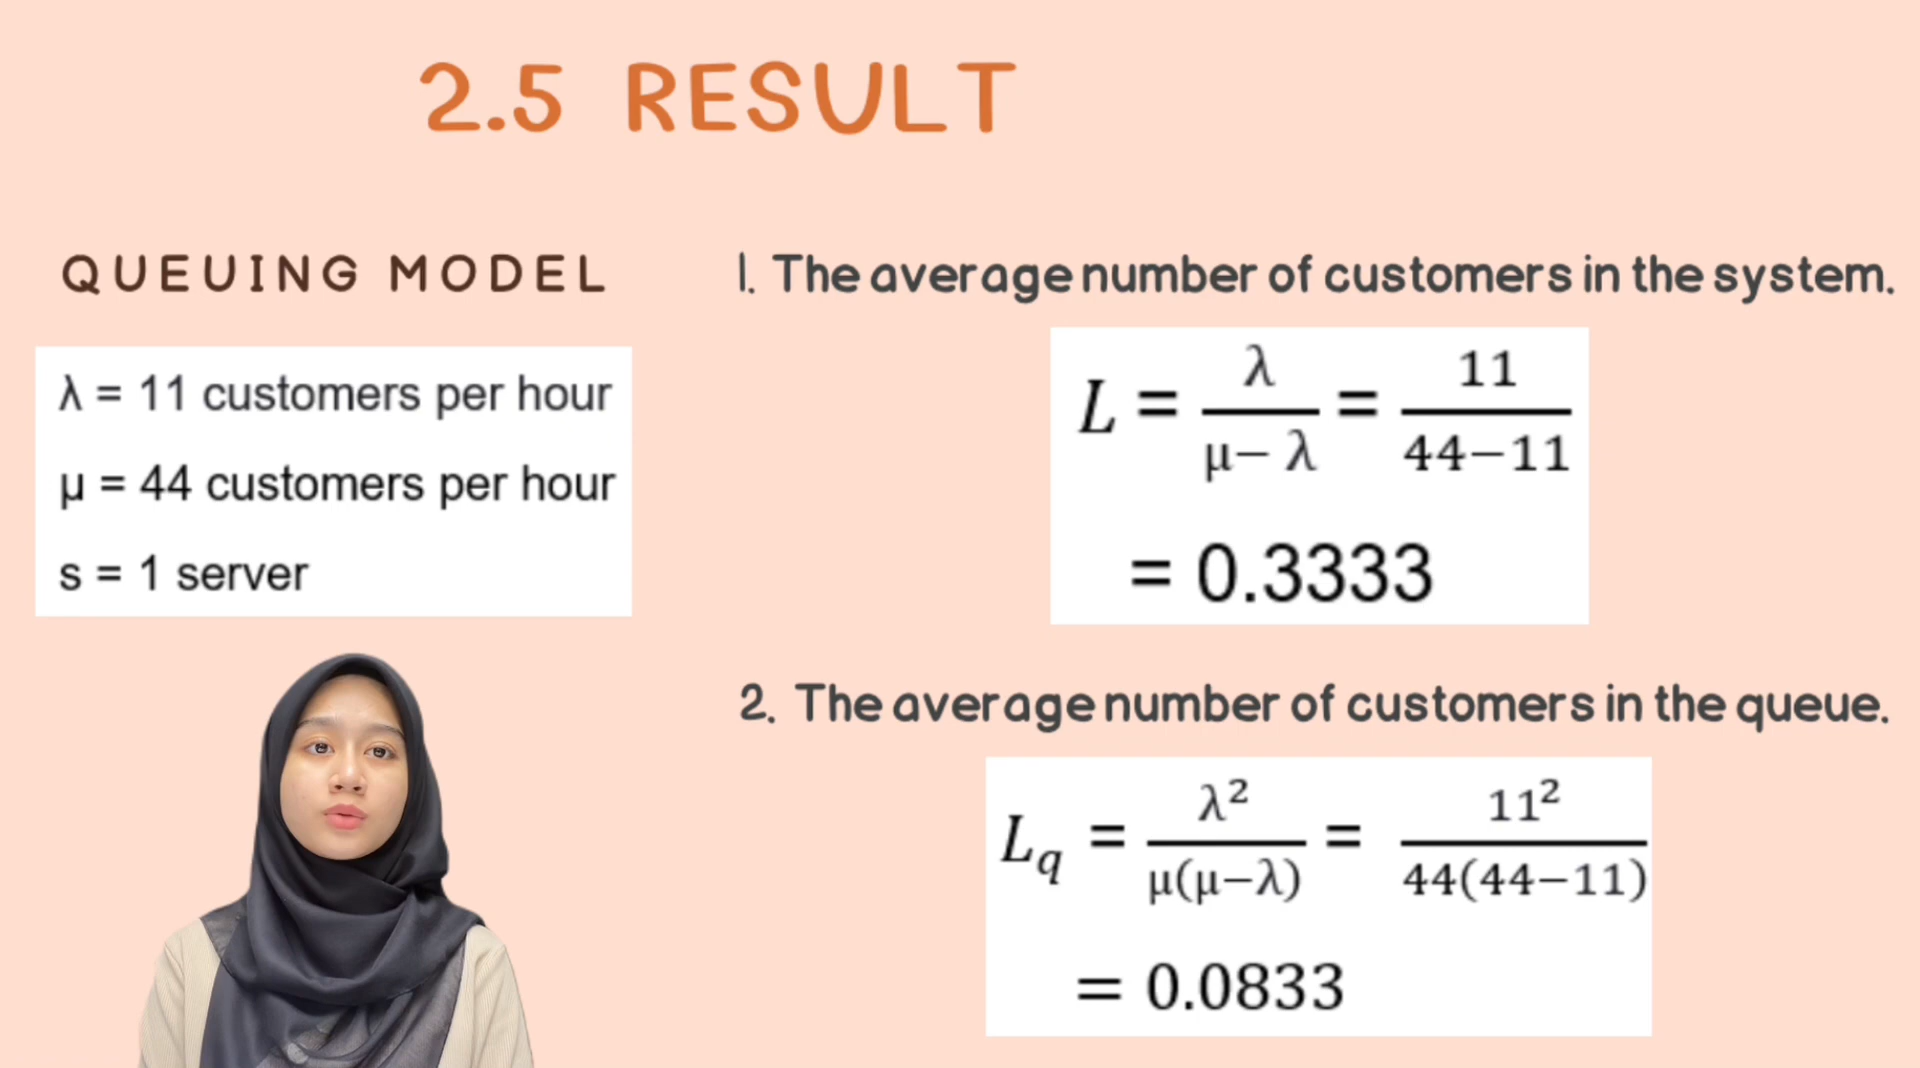 2.5 RESULT
QUEUING MODEL
λ = 11 customers per hour
μ = 44 customers per hour
s = 1 server
1. The average number of customers in the system.
L = λ / μ− λ = 11 / 44−11
= 0.3333
2. The average number of customers in the queue.
Lq = λ² / μ(μ−λ) = 11² / 44(44−11)
= 0.0833